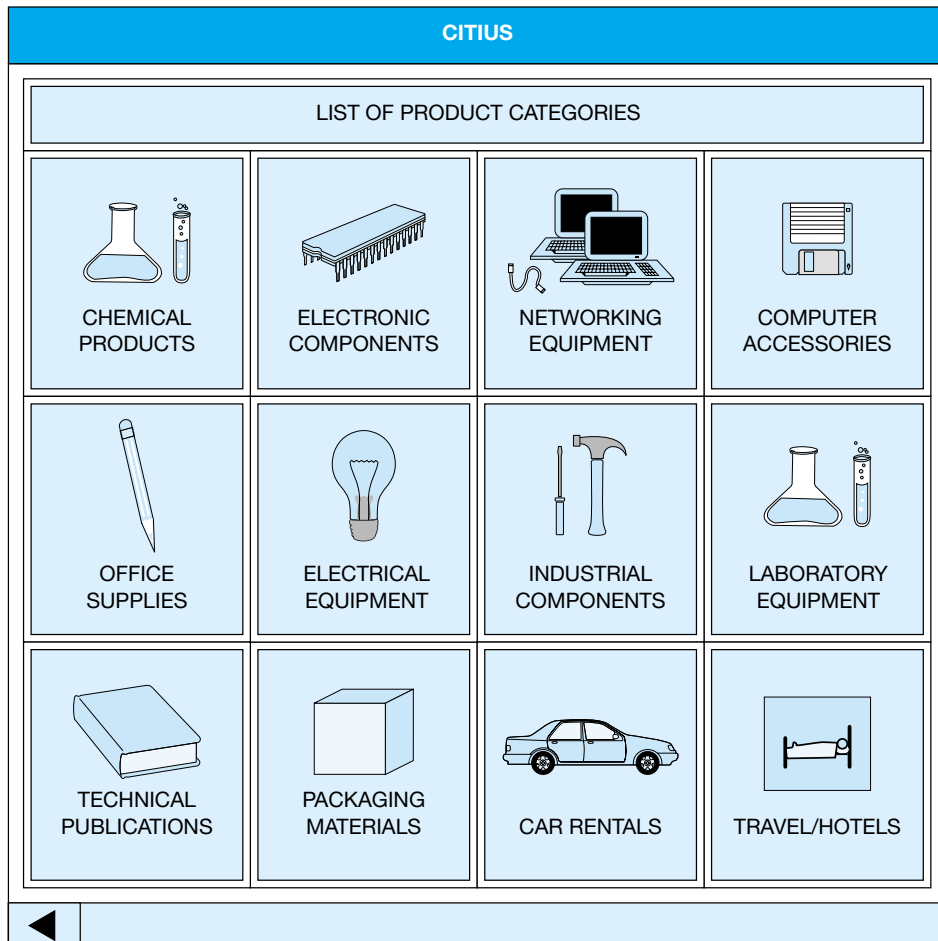 CITIUS
LIST OF PRODUCT CATEGORIES
CHEMICAL
PRODUCTS
ELECTRONIC
COMPONENTS
NETWORKING
EQUIPMENT
COMPUTER
ACCESSORIES
OFFICE
SUPPLIES
ELECTRICAL
EQUIPMENT
INDUSTRIAL
COMPONENTS
LABORATORY
EQUIPMENT
TECHNICAL
PUBLICATIONS
PACKAGING
MATERIALS
CAR RENTALS
TRAVEL/HOTELS